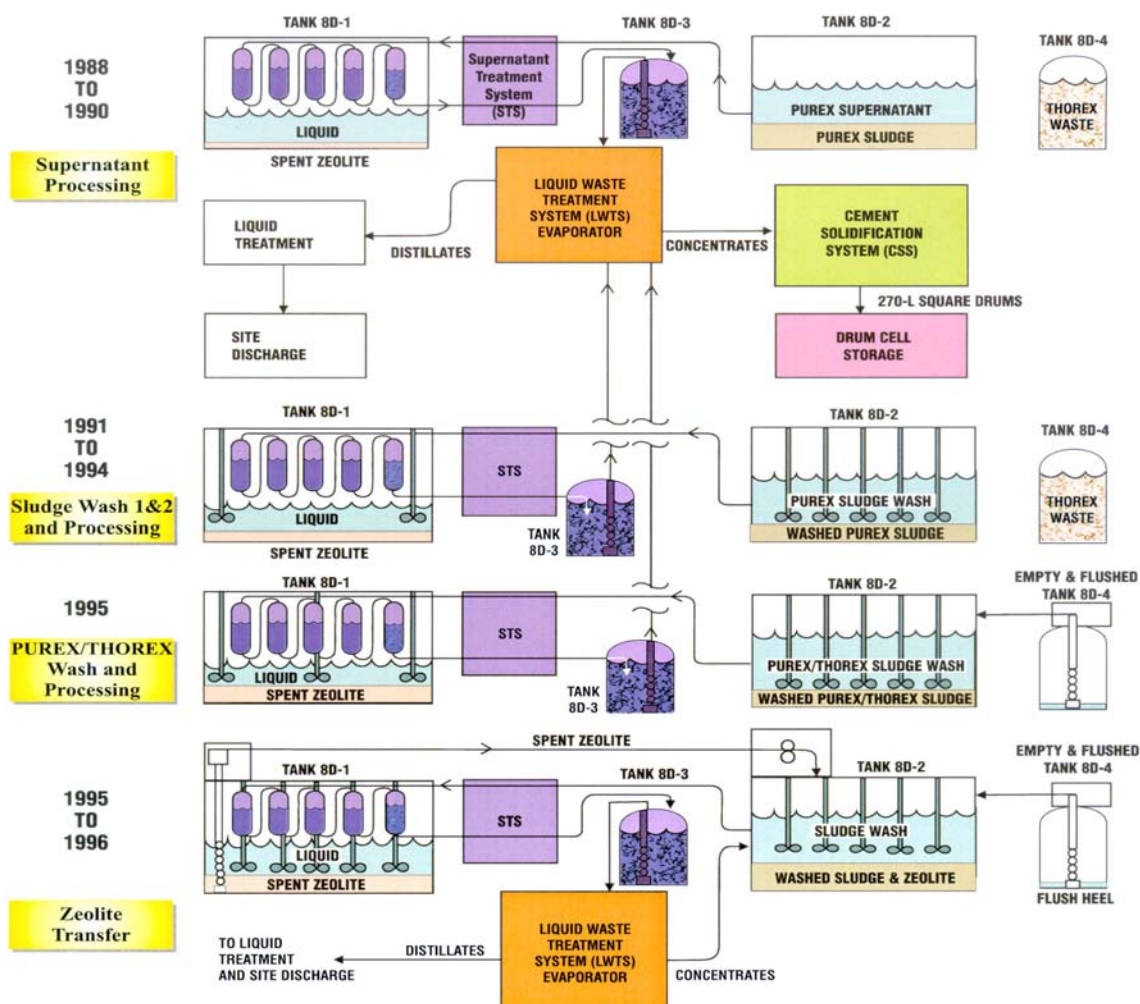 TANK 8D-1
TANK 8D-3
TANK 8D-2
TANK 8D-4
1988
TO
1990
Supernatant
Treatment
System
(STS)
LIQUID
SPENT ZEOLITE
PUREX SUPERNATANT
PUREX SLUDGE
THOREX
WASTE
Supernatant
Processing
LIQUID WASTE
TREATMENT
SYSTEM (LWTS)
EVAPORATOR
LIQUID
TREATMENT
DISTILLATES
CONCENTRATES
CEMENT
SOLIDIFICATION
SYSTEM (CSS)
270-L SQUARE DRUMS
SITE
DISCHARGE
DRUM CELL
STORAGE
1991
TO
1994
TANK 8D-1
TANK 8D-2
TANK 8D-4
STS
LIQUID
SPENT ZEOLITE
TANK
8D-3
PUREX SLUDGE WASH
WASHED PUREX SLUDGE
THOREX
WASTE
Sludge Wash 1&2
and Processing
1995
TANK 8D-1
TANK 8D-2
EMPTY & FLUSHED
TANK 8D-4
STS
LIQUID
SPENT ZEOLITE
TANK
8D-3
PUREX/THOREX SLUDGE WASH
WASHED PUREX/THOREX SLUDGE
PUREX/THOREX
Wash and
Processing
SPENT ZEOLITE
1995
TO
1996
TANK 8D-1
TANK 8D-3
TANK 8D-2
EMPTY & FLUSHED
TANK 8D-4
STS
LIQUID
SPENT ZEOLITE
SLUDGE WASH
WASHED SLUDGE & ZEOLITE
FLUSH HEEL
Zeolite
Transfer
TO LIQUID
TREATMENT
AND SITE DISCHARGE
DISTILLATES
LIQUID WASTE
TREATMENT
SYSTEM (LWTS)
EVAPORATOR
CONCENTRATES